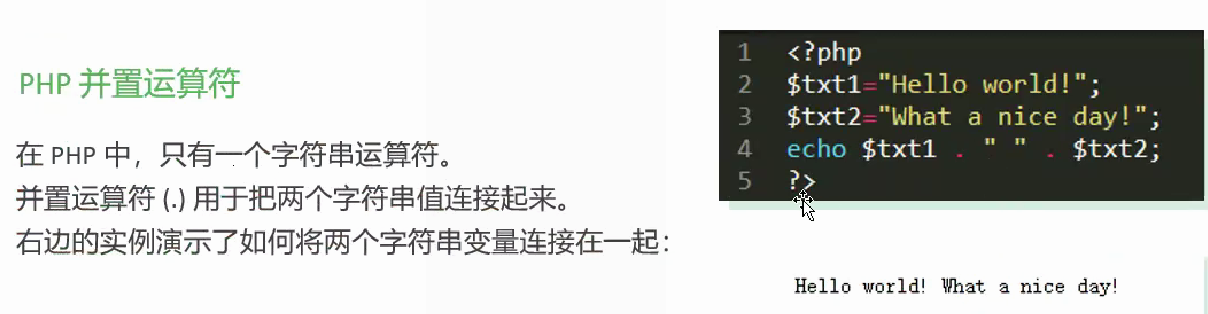 PHP 并置运算符
在 PHP 中，只有一个字符串运算符。
并置运算符 (.) 用于把两个字符串值连接起来。
右边的实例演示了如何将两个字符串变量连接在一起：
1 <?php
2 $txt1="Hello world!";
3 $txt2="What a nice day!";
4 echo $txt1 . " " . $txt2;
5 ?>
Hello world! What a nice day!